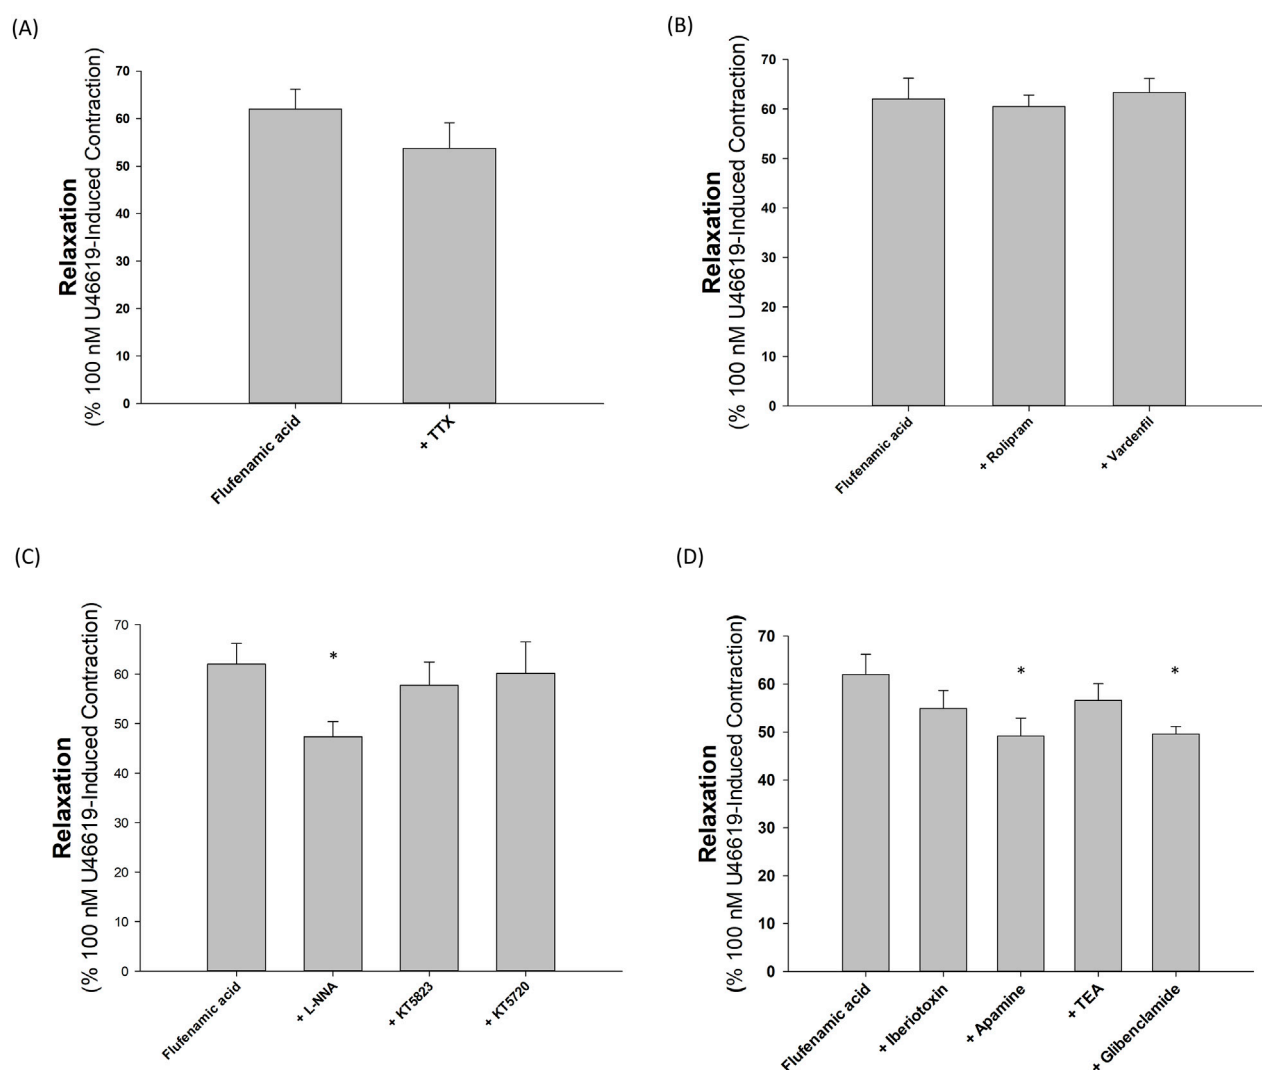 (A)
Relaxation
(% 100 nM U46619-Induced Contraction)
70
60
50
40
30
20
10
0
Flufenamic acid
+ TTX
(B)
Relaxation
(% 100 nM U46619-Induced Contraction)
70
60
50
40
30
20
10
0
Flufenamic acid
+ Rolipram
+ Vardenfil
(C)
Relaxation
(% 100 nM U46619-Induced Contraction)
70
60
50
40
30
20
10
0
*
Flufenamic acid
+ L-NNA
+ KT5823
+ KT5720
(D)
Relaxation
(% 100 nM U46619-Induced Contraction)
70
60
50
40
30
20
10
0
*
*
Flufenamic acid
+ Iberiotoxin
+ Apamine
+ TEA
+ Glibenclamide